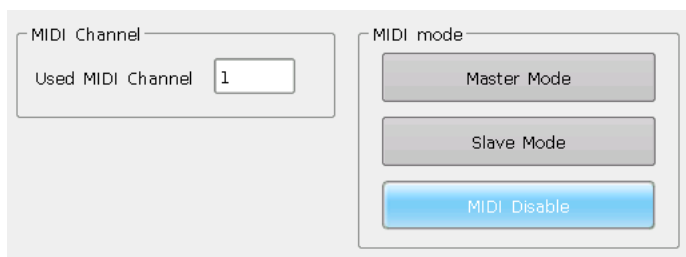 MIDI Channel
Used MIDI Channel 1
MIDI mode
Master Mode
Slave Mode
MIDI Disable